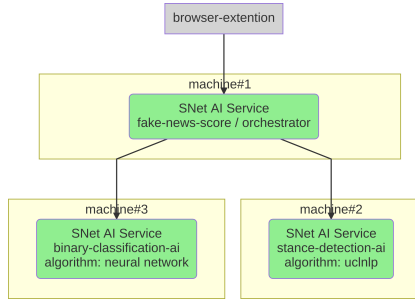 browser-extention
machine#1
SNet AI Service
fake-news-score / orchestrator
machine#3
SNet AI Service
binary-classification-ai
algorithm: neural network
machine#2
SNet AI Service
stance-detection-ai
algorithm: uclnlp